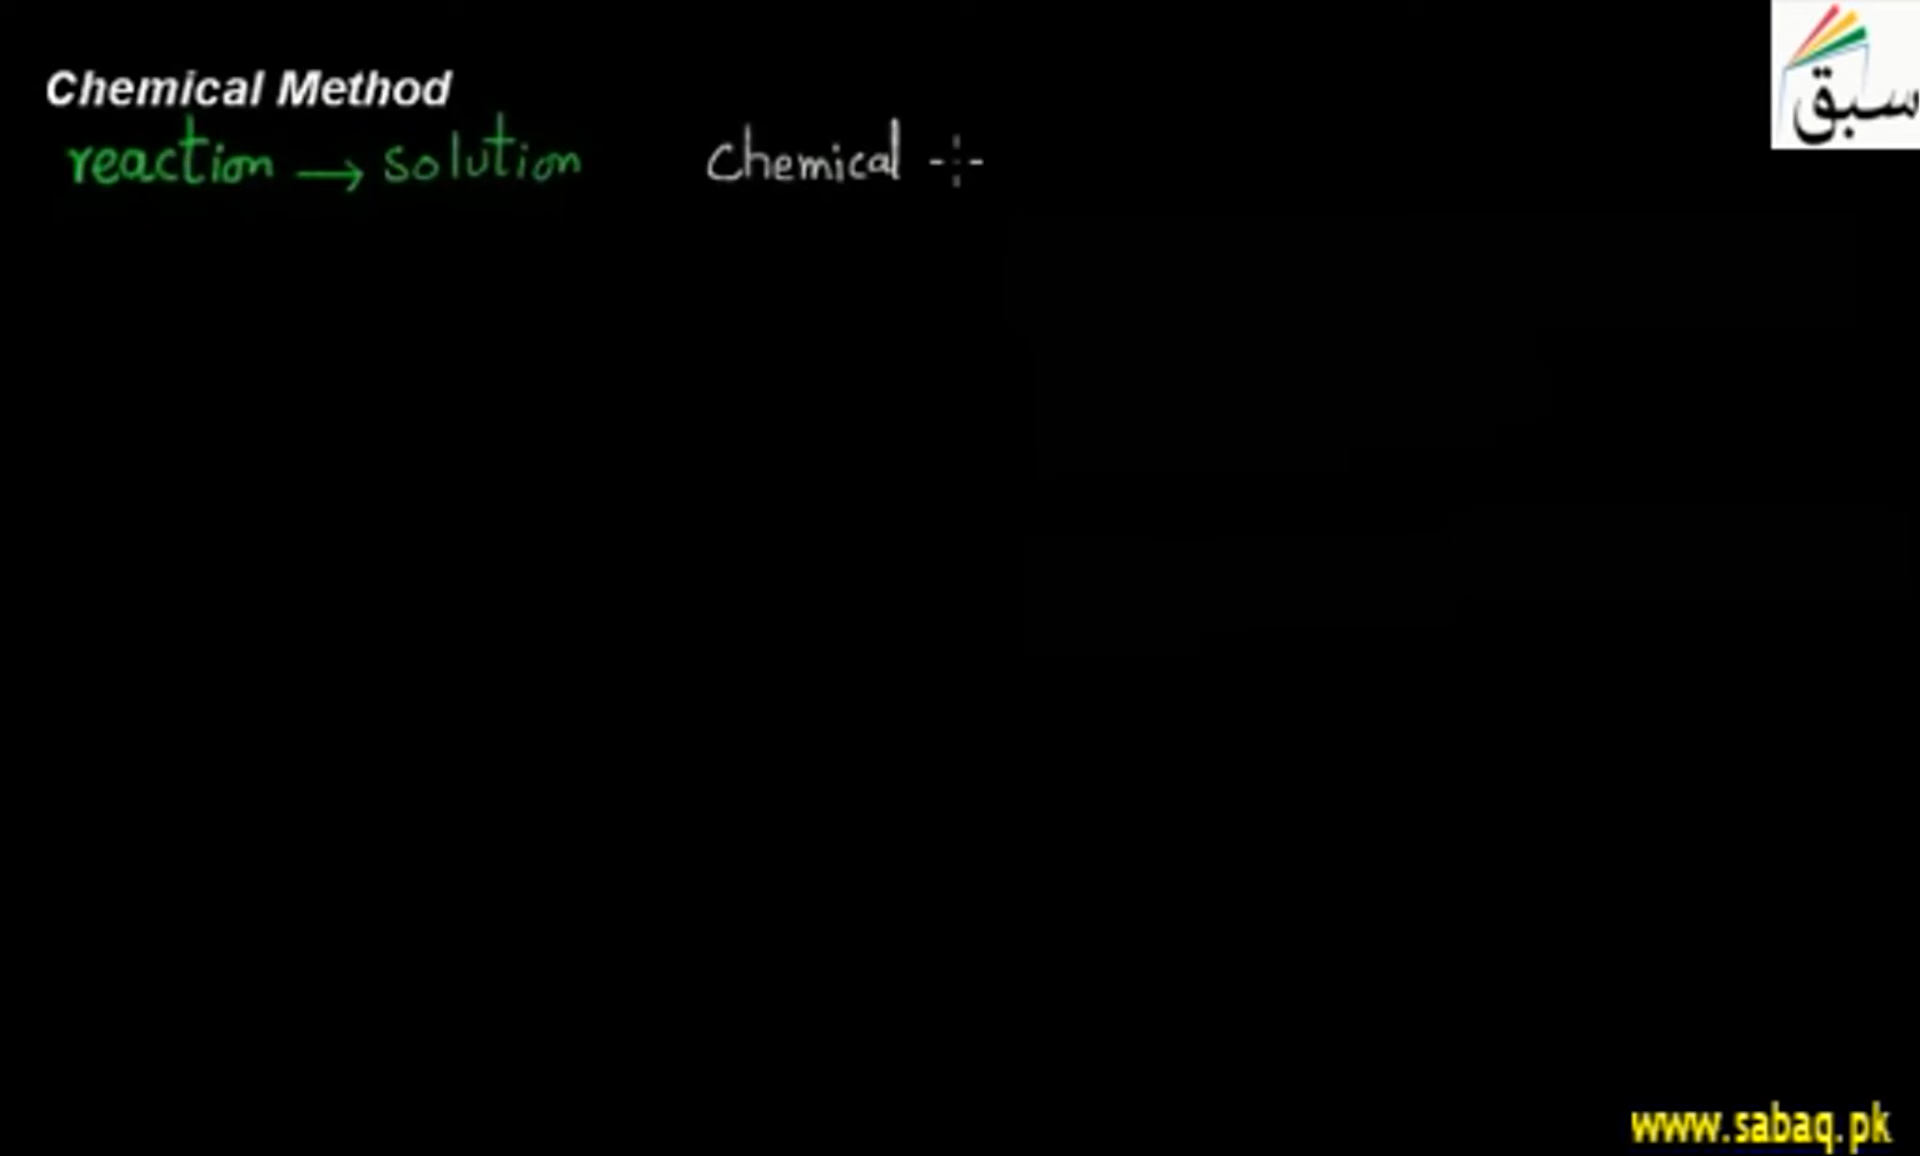 سبق
Chemical Method
reaction → solution Chemical
www.sabaq.pk